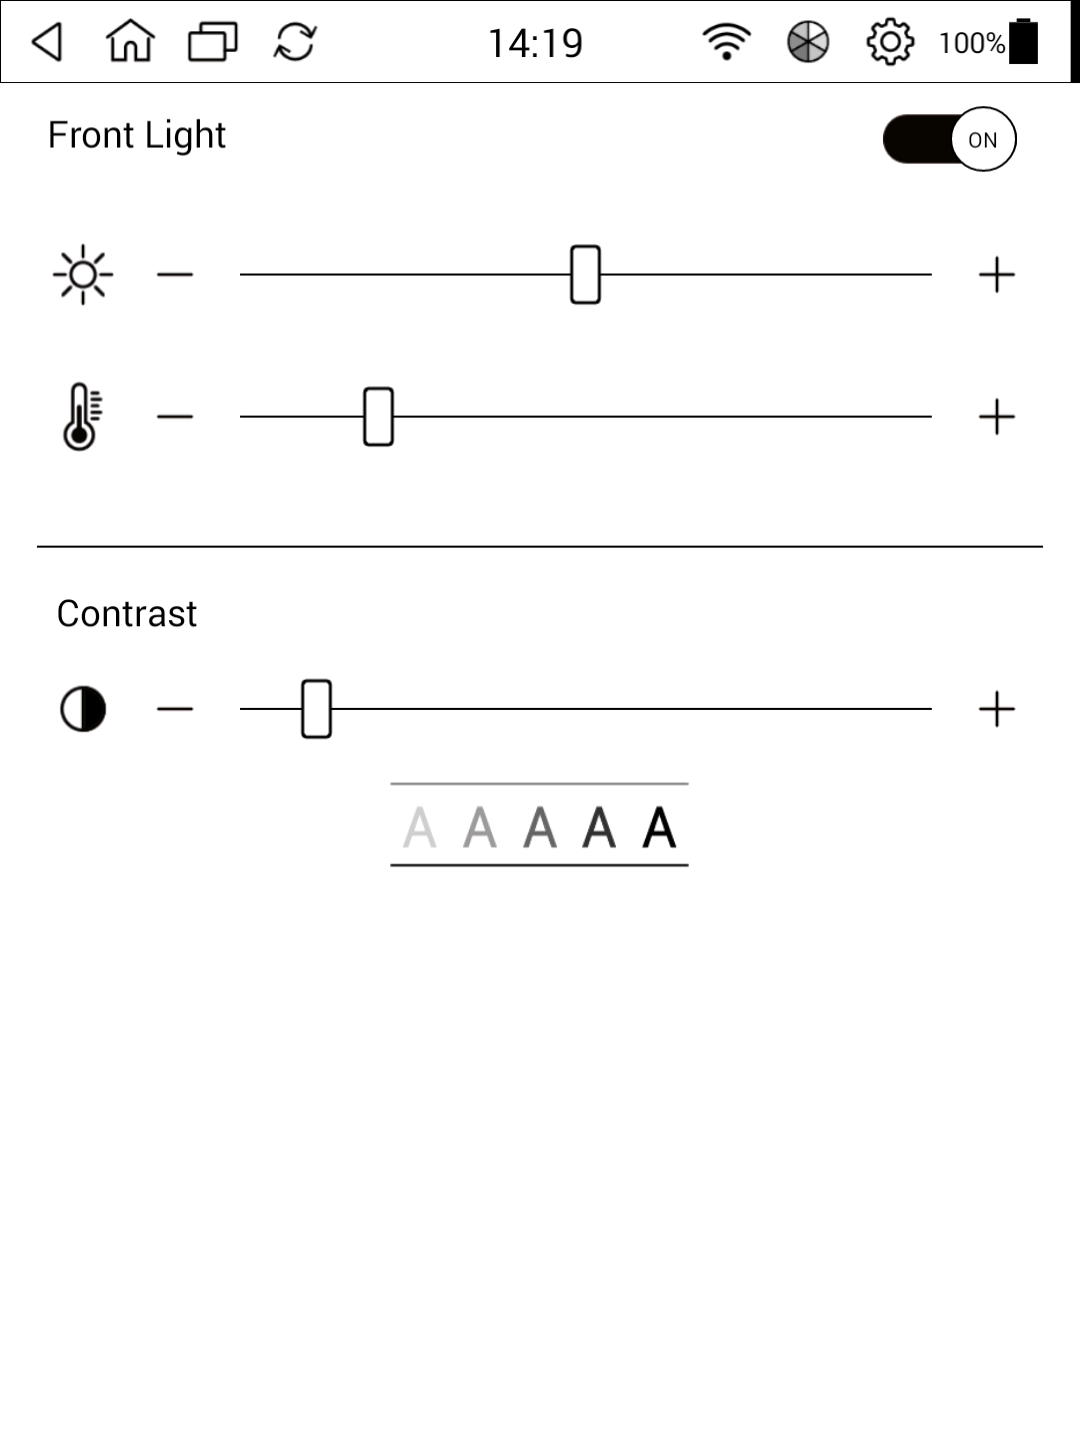 14:19
100%
Front Light
ON
Contrast
A A A A A